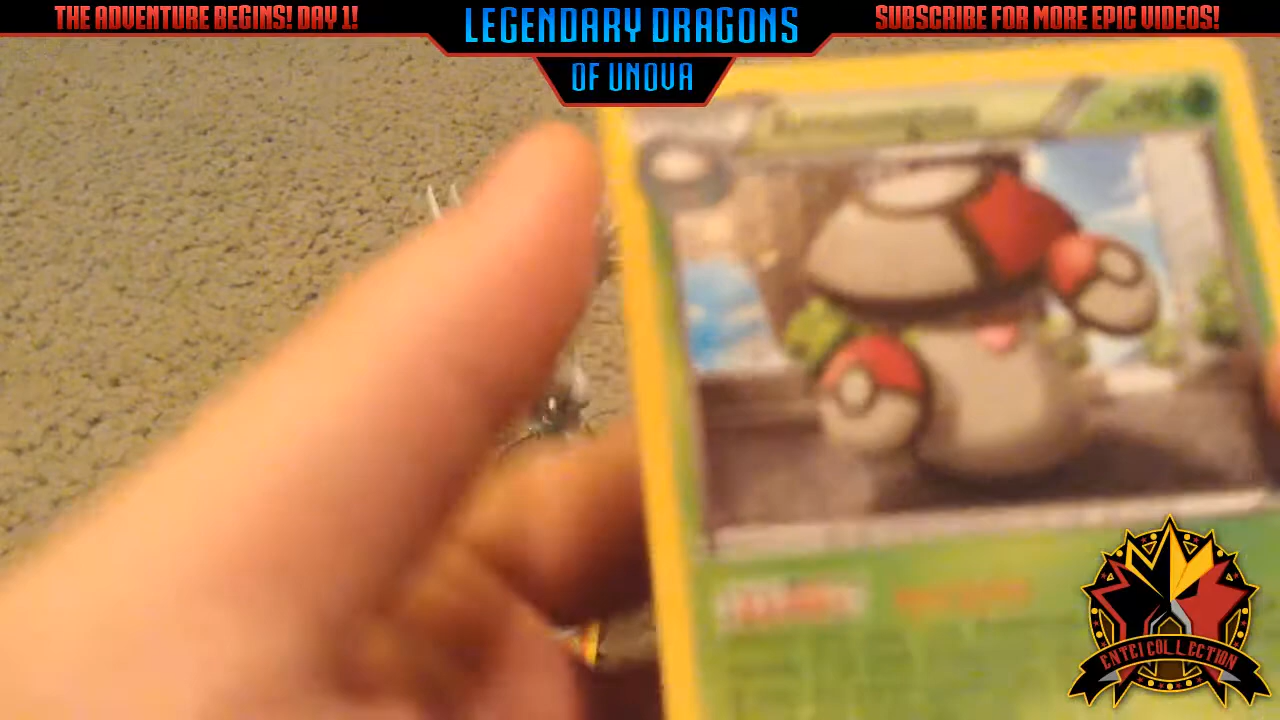 THE ADVENTURE BEGINS! DAY 1!
LEGENDARY DRAGONS
OF UNOVA
SUBSCRIBE FOR MORE EPIC VIDEOS!
ENTEI COLLECTION